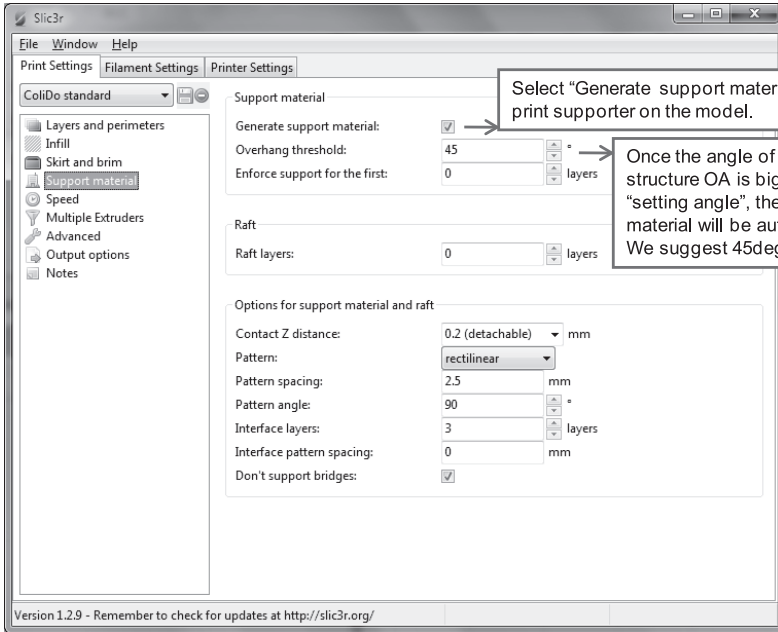 Slic3r
File Window Help
Print Settings Filament Settings Printer Settings
ColiDo standard
Layers and perimeters
Infill
Skirt and brim
Support material
Speed
Multiple Extruders
Advanced
Output options
Notes
Support material
Generate support material:
Overhang threshold: 45 °
Enforce support for the first: 0 layers
Select “Generate support mater
print supporter on the model.
Once the angle of
structure OA is big
“setting angle”, the
material will be au
We suggest 45deg
Raft
Raft layers: 0 layers
Options for support material and raft
Contact Z distance: 0.2 (detachable) mm
Pattern: rectilinear
Pattern spacing: 2.5 mm
Pattern angle: 90 °
Interface layers: 3 layers
Interface pattern spacing: 0 mm
Don't support bridges:
Version 1.2.9 - Remember to check for updates at http://slic3r.org/